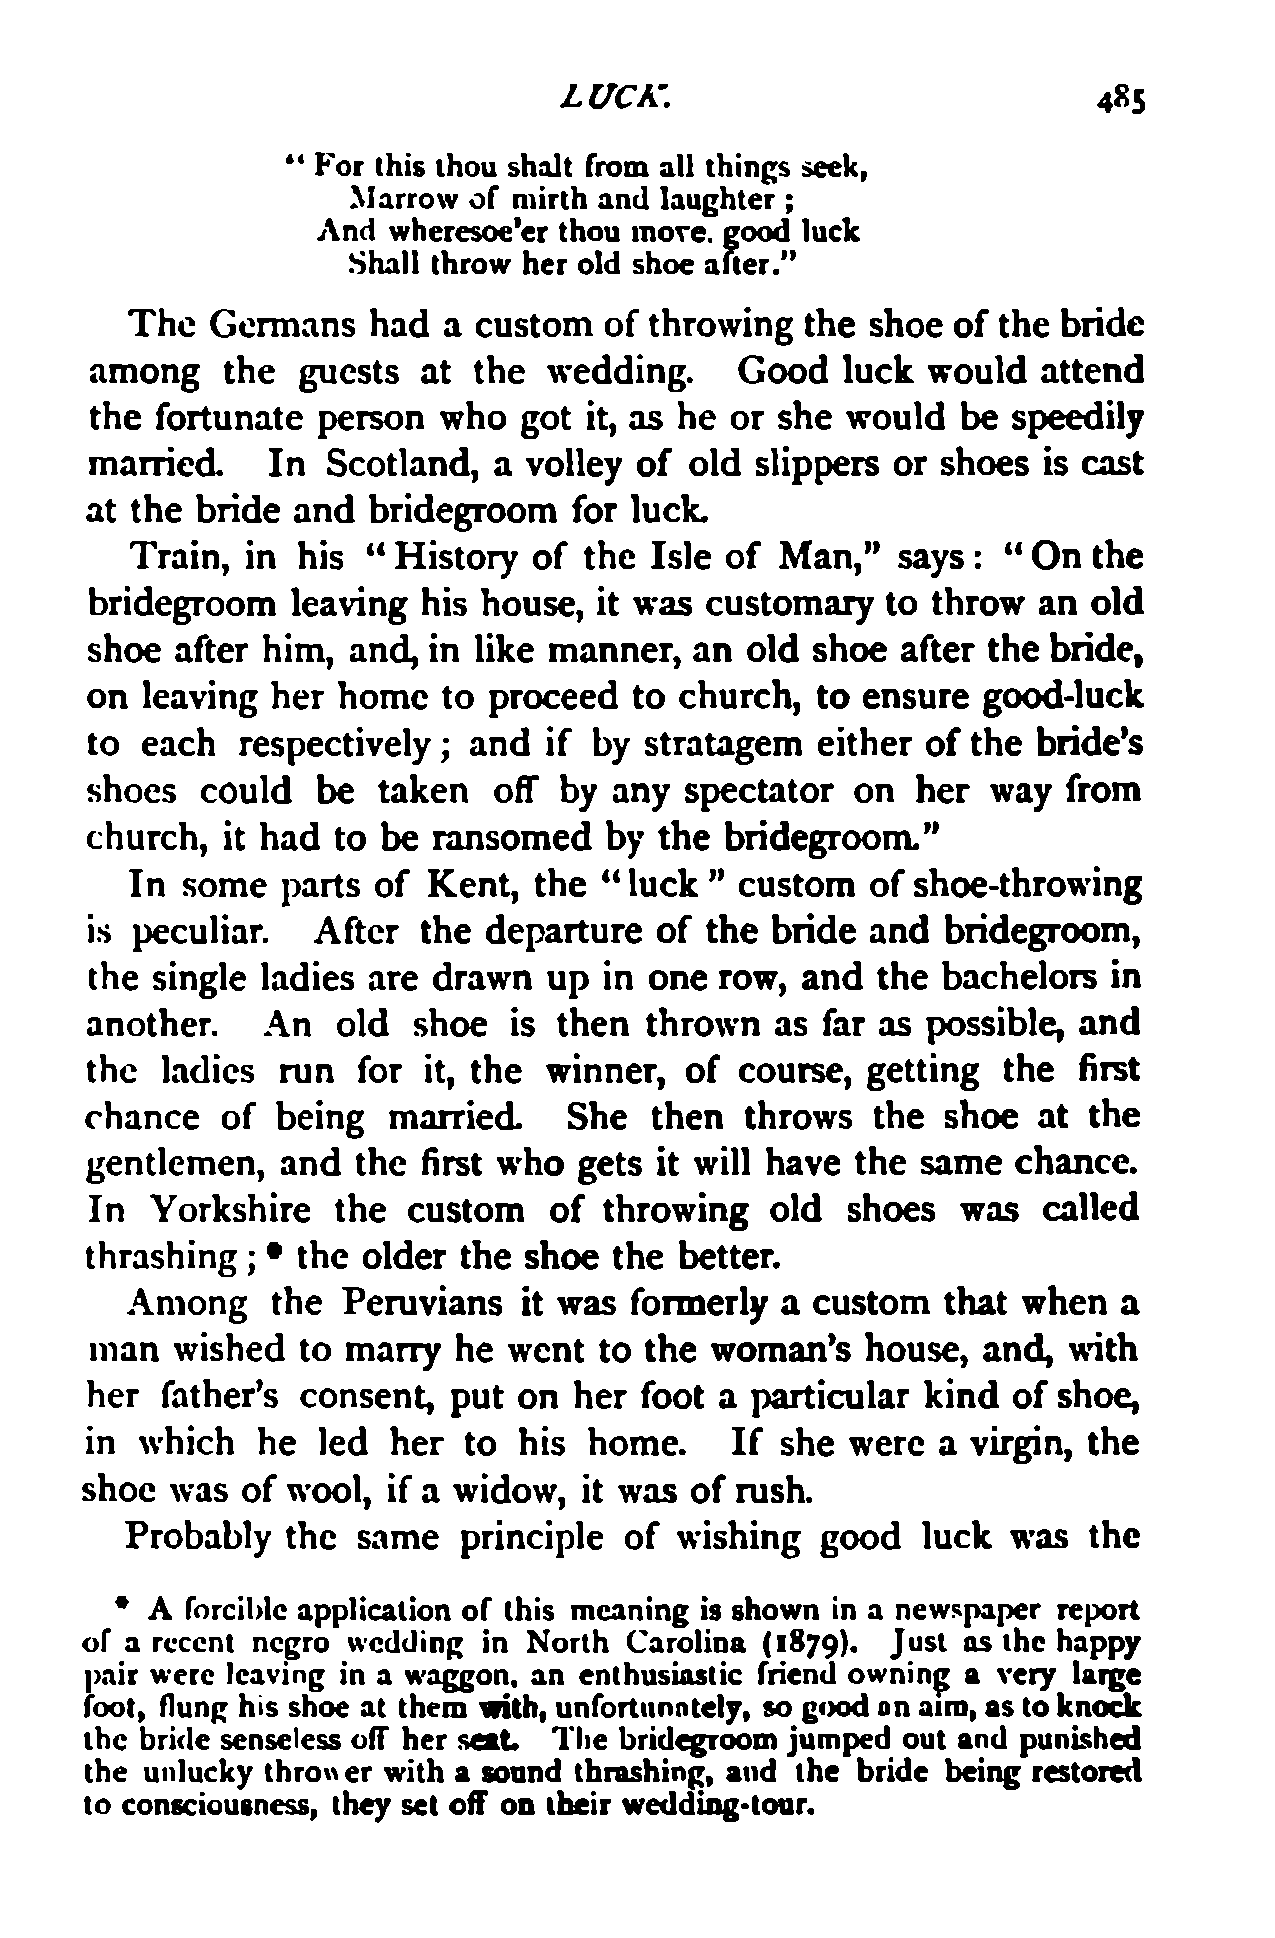 LUCK.
485
" For this thou shalt from all things seek,
Marrow of mirth and laughter ;
And wheresoe'er thou move, good luck
Shall throw her old shoe after."
The Germans had a custom of throwing the shoe of the bride
among the guests at the wedding. Good luck would attend
the fortunate person who got it, as he or she would be speedily
married. In Scotland, a volley of old slippers or shoes is cast
at the bride and bridegroom for luck.
Train, in his " History of the Isle of Man," says : " On the
bridegroom leaving his house, it was customary to throw an old
shoe after him, and, in like manner, an old shoe after the bride,
on leaving her home to proceed to church, to ensure good-luck
to each respectively ; and if by stratagem either of the bride's
shoes could be taken off by any spectator on her way from
church, it had to be ransomed by the bridegroom."
In some parts of Kent, the " luck " custom of shoe-throwing
is peculiar. After the departure of the bride and bridegroom,
the single ladies are drawn up in one row, and the bachelors in
another. An old shoe is then thrown as far as possible, and
the ladies run for it, the winner, of course, getting the first
chance of being married. She then throws the shoe at the
gentlemen, and the first who gets it will have the same chance.
In Yorkshire the custom of throwing old shoes was called
thrashing ; * the older the shoe the better.
Among the Peruvians it was formerly a custom that when a
man wished to marry he went to the woman's house, and, with
her father's consent, put on her foot a particular kind of shoe,
in which he led her to his home. If she were a virgin, the
shoe was of wool, if a widow, it was of rush.
Probably the same principle of wishing good luck was the
* A forcible application of this meaning is shown in a newspaper report
of a recent negro wedding in North Carolina (1879). Just as the happy
pair were leaving in a waggon, an enthusiastic friend owning a very large
foot, flung his shoe at them with, unfortunately, so good an aim, as to knock
the bride senseless off her seat. The bridegroom jumped out and punished
the unlucky thrower with a sound thrashing, and the bride being restored
to consciousness, they set off on their wedding-tour.